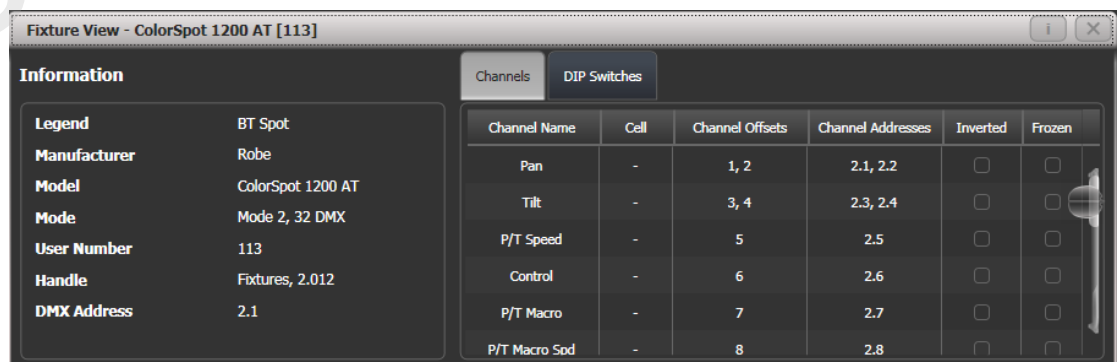 Fixture View - ColorSpot 1200 AT [113]
i
Information
Channels DIP Switches
Legend BT Spot
Manufacturer Robe
Model ColorSpot 1200 AT
Mode Mode 2, 32 DMX
User Number 113
Handle Fixtures, 2.012
DMX Address 2.1
Channel Name Cell Channel Offsets Channel Addresses Inverted Frozen
Pan - 1, 2 2.1, 2.2
Tilt - 3, 4 2.3, 2.4
P/T Speed - 5 2.5
Control - 6 2.6
P/T Macro - 7 2.7
P/T Macro Spd - 8 2.8